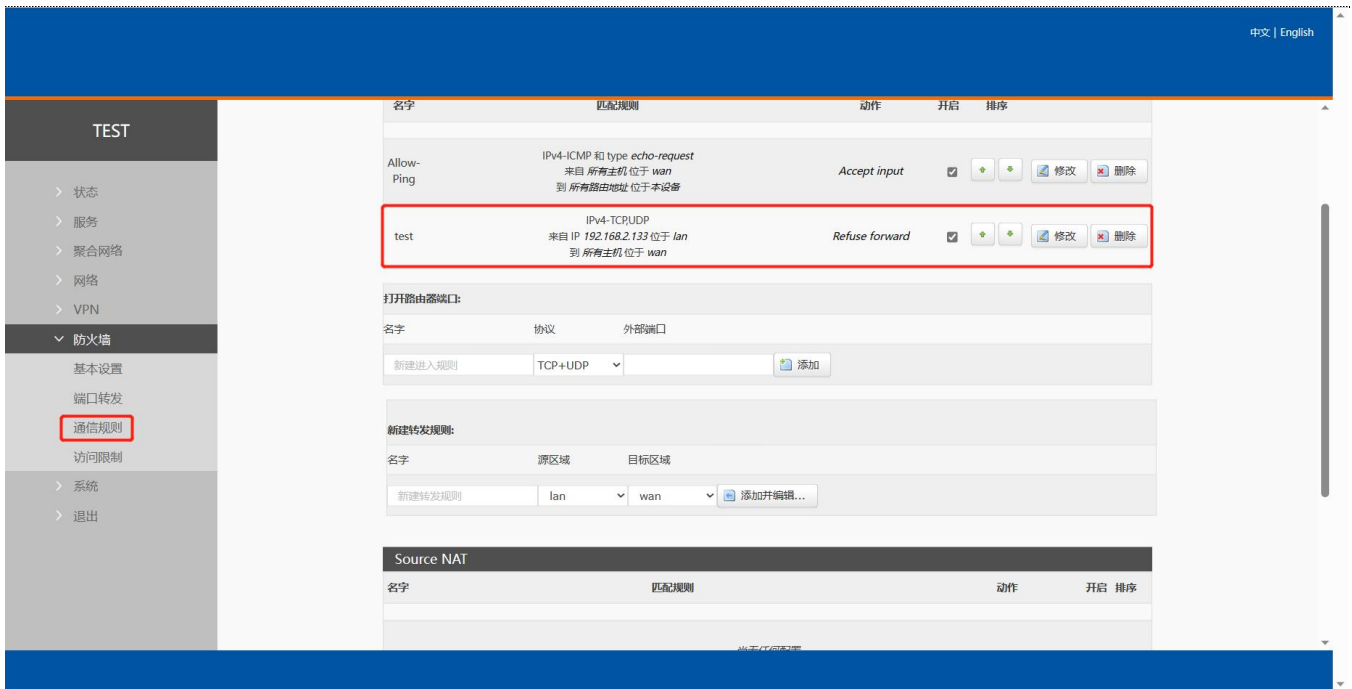 中文 | English
TEST
状态
服务
聚合网络
网络
VPN
防火墙
基本设置
端口转发
通信规则
访问限制
系统
退出
名字 匹配规则 动作 开启 排序
Allow-Ping
IPv4-ICMP 和 type echo-request
来自 所有主机 位于 wan
到 所有路由地址 位于 本设备
Accept input
修改 删除
test
IPv4-TCP,UDP
来自 IP 192.168.2.133 位于 lan
到 所有主机 位于 wan
Refuse forward
修改 删除
打开路由器端口:
名字 协议 外部端口
新建进入规则 TCP+UDP 添加
新建转发规则:
名字 源区域 目标区域
新建转发规则 lan wan 添加并编辑...
Source NAT
名字 匹配规则 动作 开启 排序